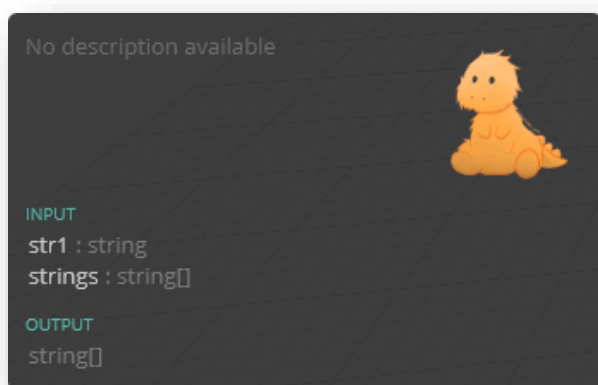 No description available
INPUT
str1 : string
strings : string[]
OUTPUT
string[]